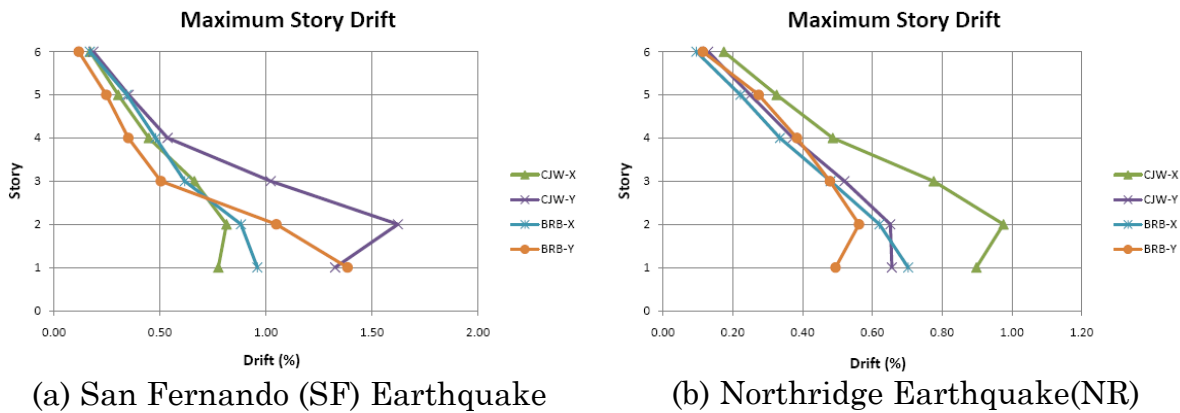 Maximum Story Drift
6
5
4
3
2
1
0
Story
0.00 0.50 1.00 1.50 2.00
Drift (%)
CJW-X
CJW-Y
BRB-X
BRB-Y
(a) San Fernando (SF) Earthquake
Maximum Story Drift
6
5
4
3
2
1
0
Story
0.00 0.20 0.40 0.60 0.80 1.00 1.20
Drift (%)
CJW-X
CJW-Y
BRB-X
BRB-Y
(b) Northridge Earthquake(NR)